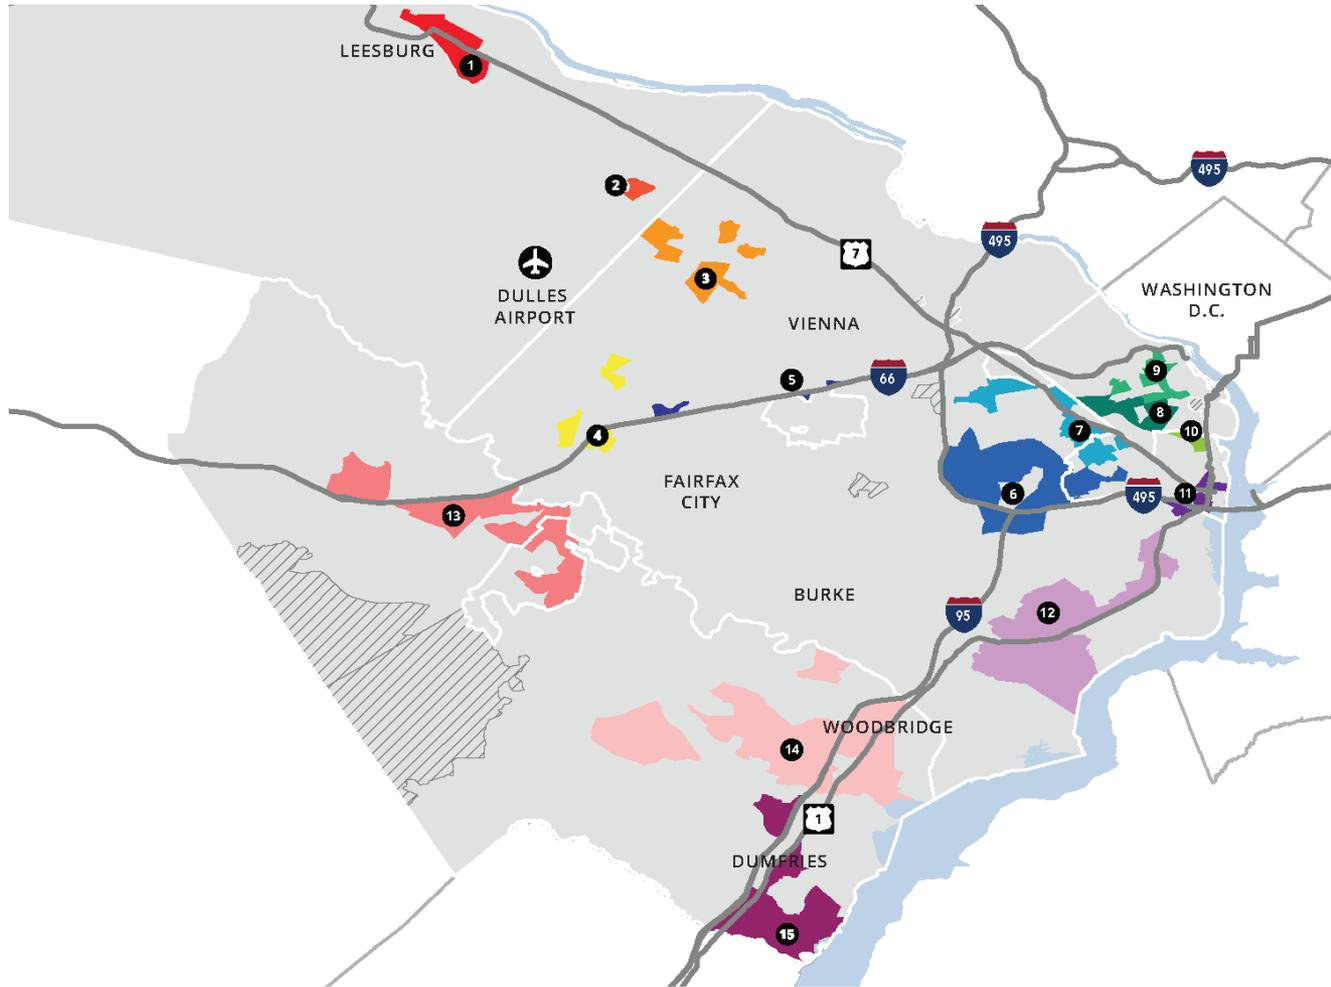 LEESBURG
1
495
2
495
7
3
WASHINGTON
D.C.
DULLES
AIRPORT
VIENNA
5
66
9
8
4
7
10
FAIRFAX
CITY
6
495
11
13
BURKE
95
12
WOODBRIDGE
14
1
DUMFRIES
15